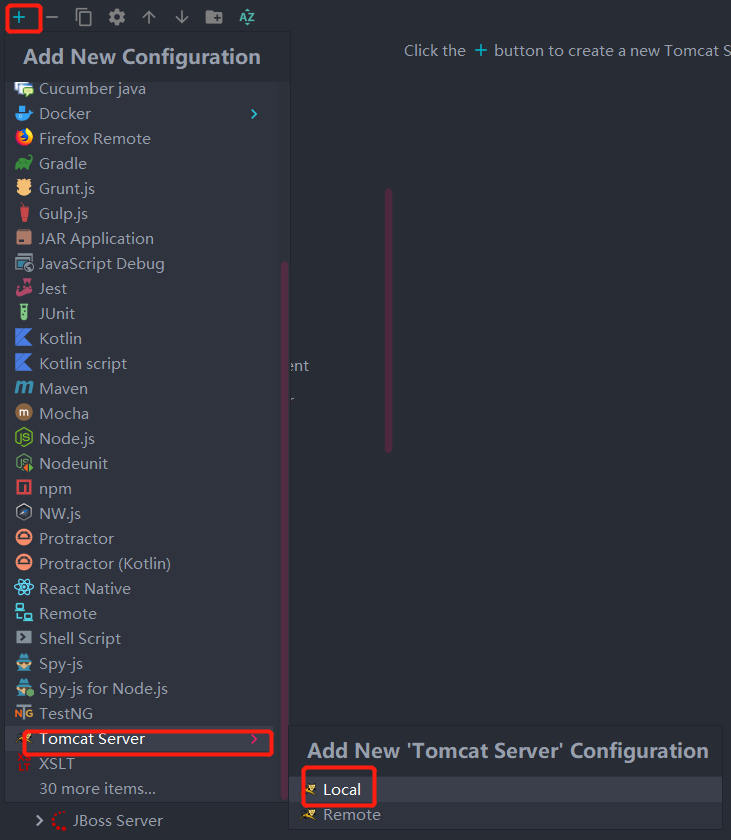 AZ
Add New Configuration
Click the + button to create a new Tomcat S
Cucumber java
Docker
Firefox Remote
Gradle
Grunt.js
Gulp.js
JAR Application
JavaScript Debug
Jest
JUnit
Kotlin
ent
Kotlin script
Maven
r
Mocha
Node.js
Nodeunit
npm
NW.js
Protractor
Protractor (Kotlin)
React Native
Remote
Shell Script
Spy-js
Spy-js for Node.js
TestNG
Tomcat Server
Add New 'Tomcat Server' Configuration
XSLT
30 more items...
Local
JBoss Server
Remote